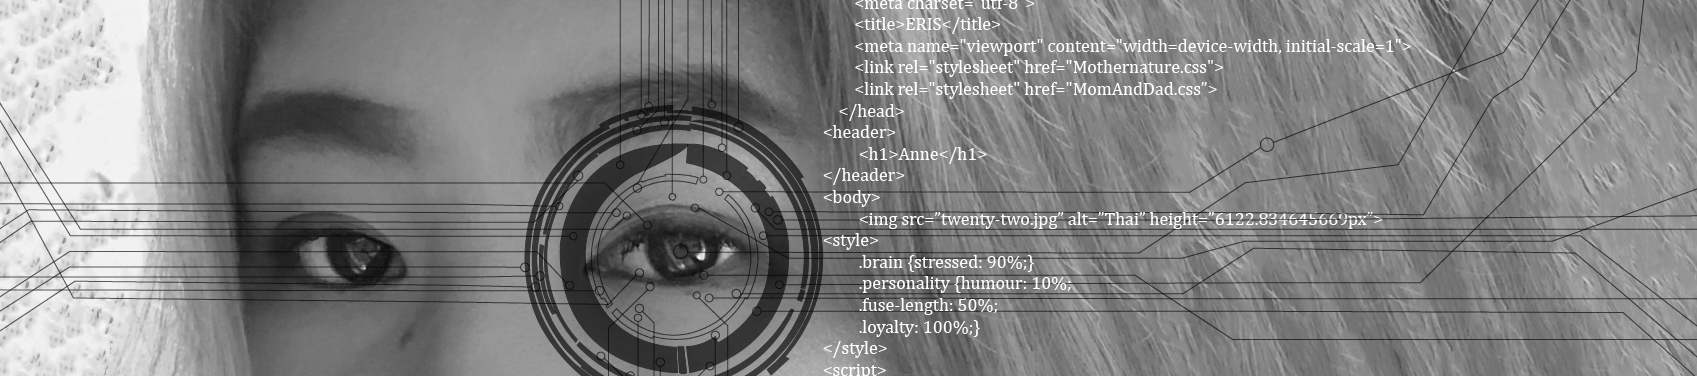 <meta charset="utf-8">
<title>ERIS</title>
<meta name="viewport" content="width=device-width, initial-scale=1">
<link rel="stylesheet" href="Mothernature.css">
<link rel="stylesheet" href="MomAndDad.css">
</head>
<header>
<h1>Anne</h1>
</header>
<body>
<img src="twenty-two.jpg" alt="Thai" height="6122.834645669px">
<style>
.brain {stressed: 90%;}
.personality {humour: 10%;
.fuse-length: 50%;
.loyalty: 100%;}
</style>
<script>